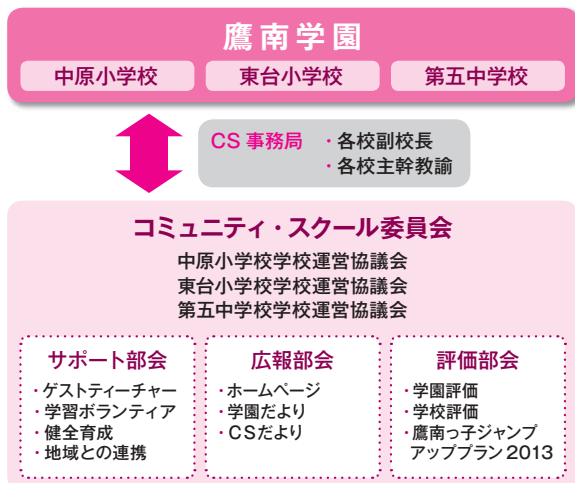 鷹南学園
中原小学校
東台小学校
第五中学校
CS 事務局
・各校副校長
・各校主幹教諭
コミュニティ・スクール委員会
中原小学校学校運営協議会
東台小学校学校運営協議会
第五中学校学校運営協議会
サポート部会
・ゲストティーチャー
・学習ボランティア
・健全育成
・地域との連携
広報部会
・ホームページ
・学園だより
・CSだより
評価部会
・学園評価
・学校評価
・鷹南っ子ジャンプ
アッププラン 2013